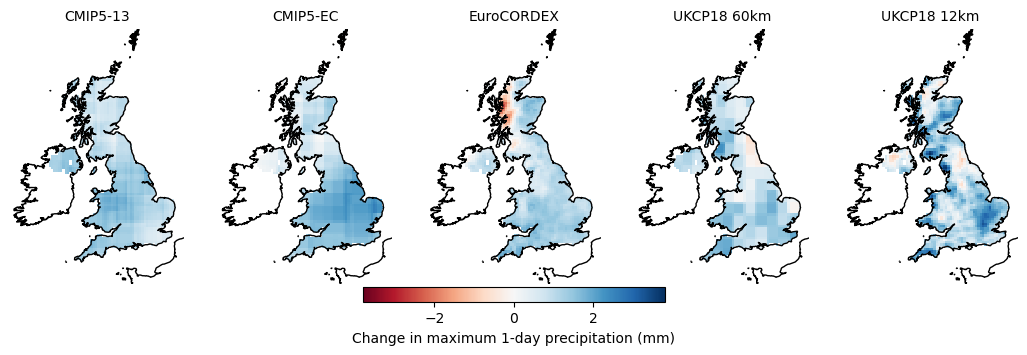 CMIP5-13
CMIP5-EC
EuroCORDEX
UKCP18 60km
UKCP18 12km
−2
0
2
Change in maximum 1-day precipitation (mm)